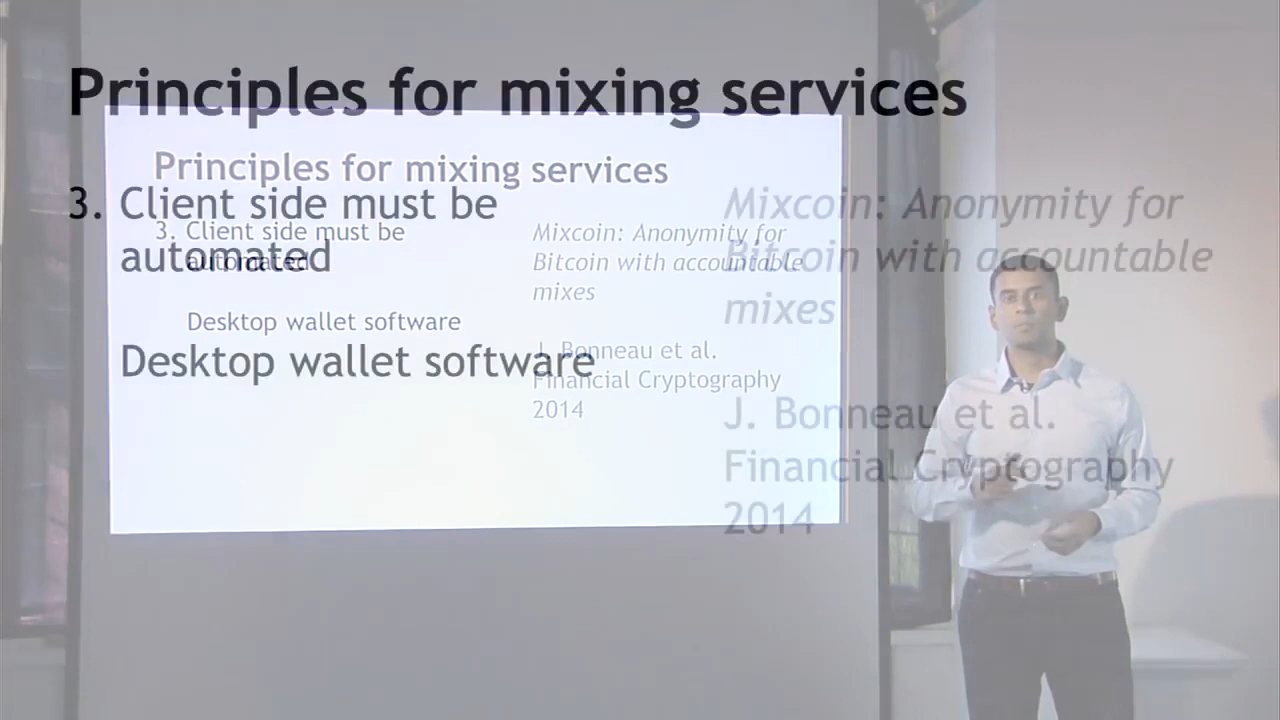 Principles for mixing services
3. Client side must be
automated
Desktop wallet software
Mixcoin: Anonymity for
Bitcoin with accountable
mixes
J. Bonneau et al.
Financial Cryptography
2014
Principles for mixing services
3. Client side must be
automated
Desktop wallet software
Mixcoin: Anonymity for
Bitcoin with accountable
mixes
J. Bonneau et al.
Financial Cryptography
2014